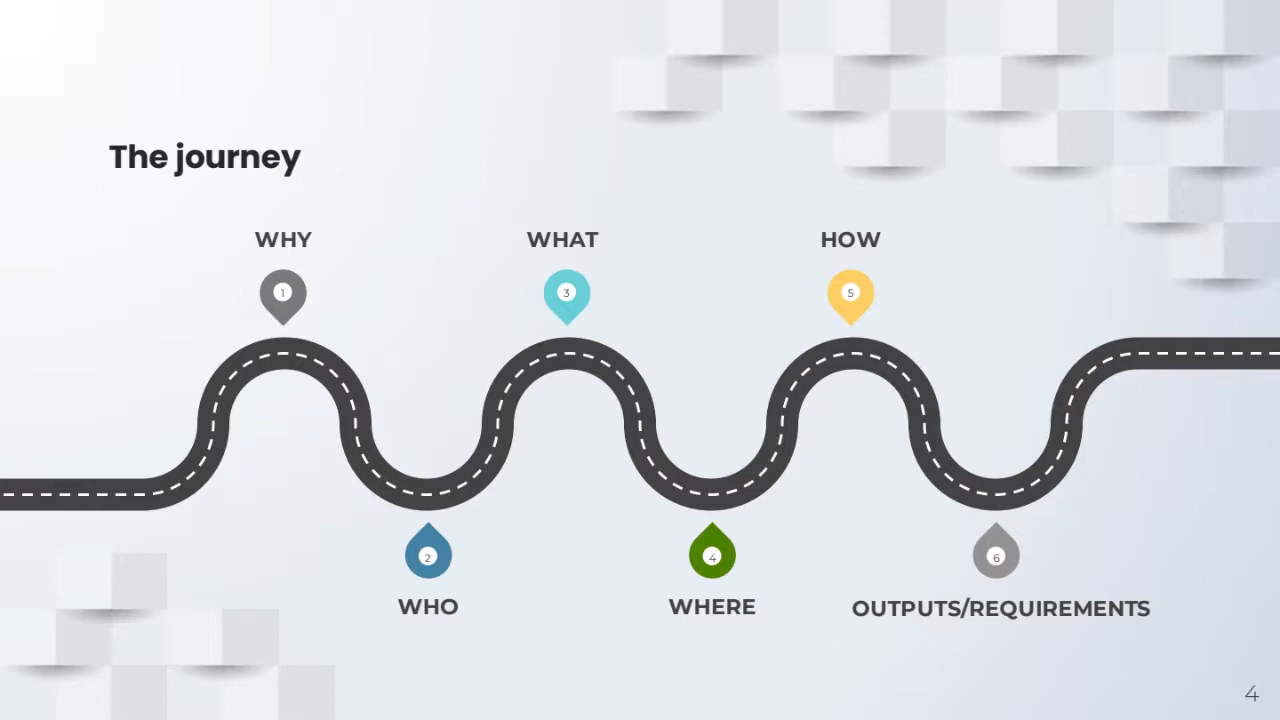 The journey
WHY
WHAT
HOW
1
3
5
2
4
6
WHO
WHERE
OUTPUTS/REQUIREMENTS
4